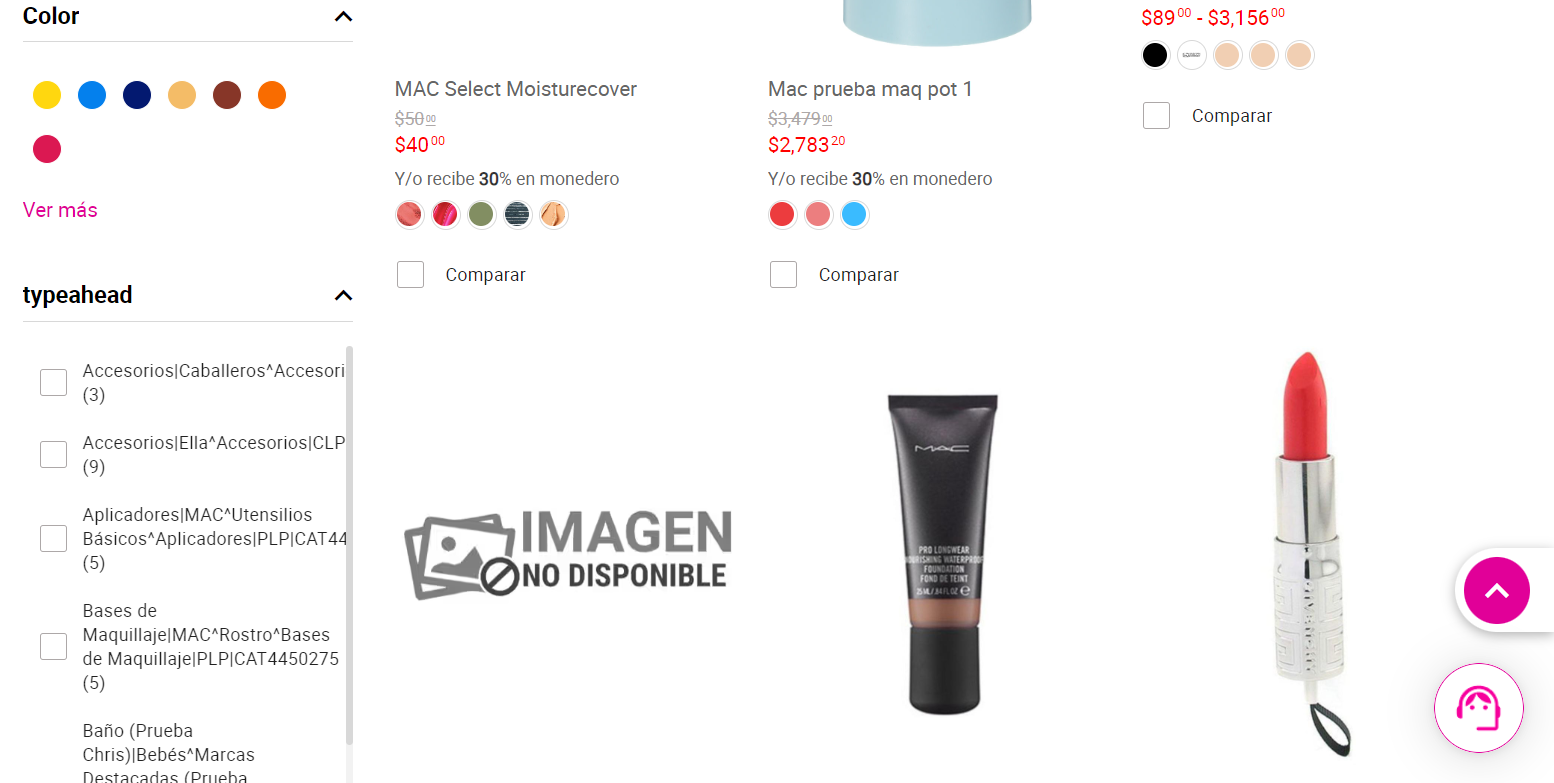 Color
Ver más
typeahead
Accesorios|Caballeros^Accesori
(3)
Accesorios|Ella^Accesorios|CLP
(9)
Aplicadores|MAC^Utensilios
Básicos^Aplicadores|PLP|CAT44
(5)
Bases de
Maquillaje|MAC^Rostro^Bases
de Maquillaje|PLP|CAT4450275
(5)
Baño (Prueba
Chris)|Bebés^Marcas
Destacadas (Prueba
MAC Select Moisturecover
$50 00
$40 00
Y/o recibe 30% en monedero
Comparar
Mac prueba maq pot 1
$3,479 00
$2,783 20
Y/o recibe 30% en monedero
Comparar
$89 00 - $3,156 00
Comparar
IMAGEN
NO DISPONIBLE
MAC
PRO LONGWEAR
NOURISHING WATERPROOF
FOUNDATION
FOND DE TEINT
25 ML / .84 FL OZ